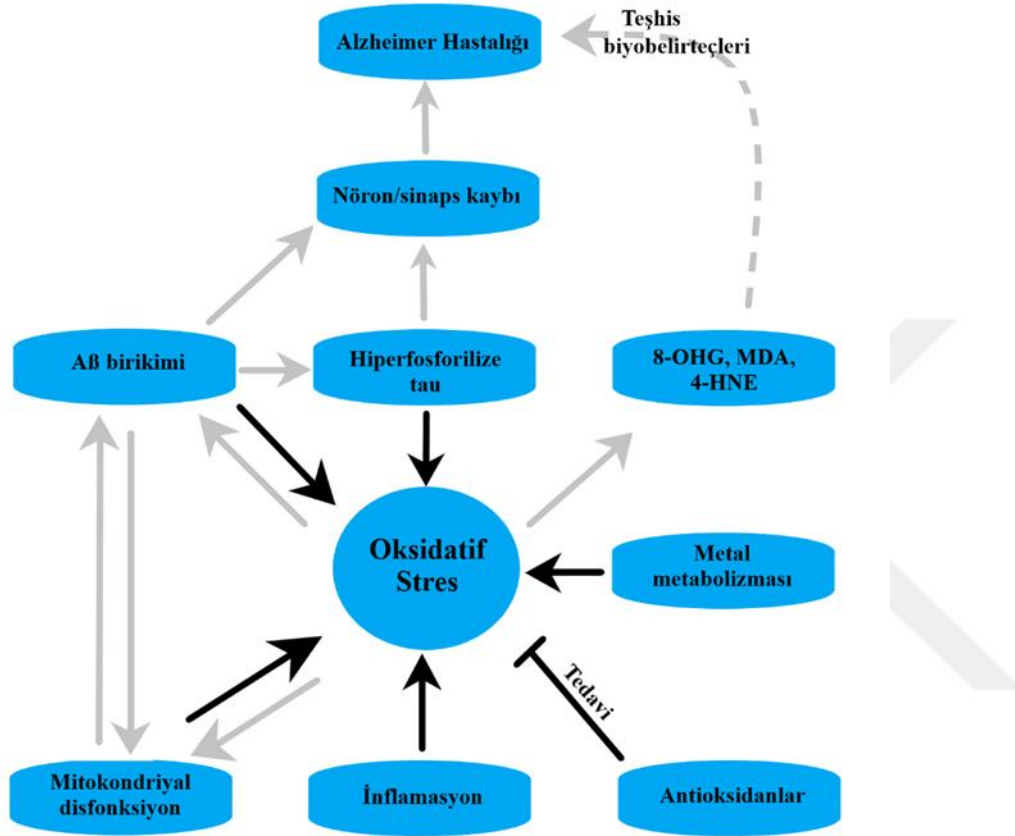 Teşhis
biyobelirteçleri
Alzheimer Hastalığı
Nöron/sinaps kaybı
Aß birikimi
Hiperfosforilize
tau
8-OHG, MDA,
4-HNE
Oksidatif
Stres
Metal
metabolizması
Tedavi
Mitokondriyal
disfonksiyon
İnflamasyon
Antioksidanlar